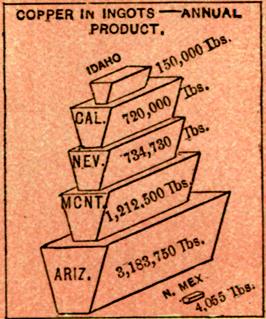 COPPER IN INGOTS — ANNUAL
PRODUCT.
IDAHO 150,000 lbs.
CAL. 720,000 lbs.
NEV. 734,730 lbs.
MONT. 1,212.500 lbs.
ARIZ. 3,183,750 lbs.
N. MEX 4,055 lbs.